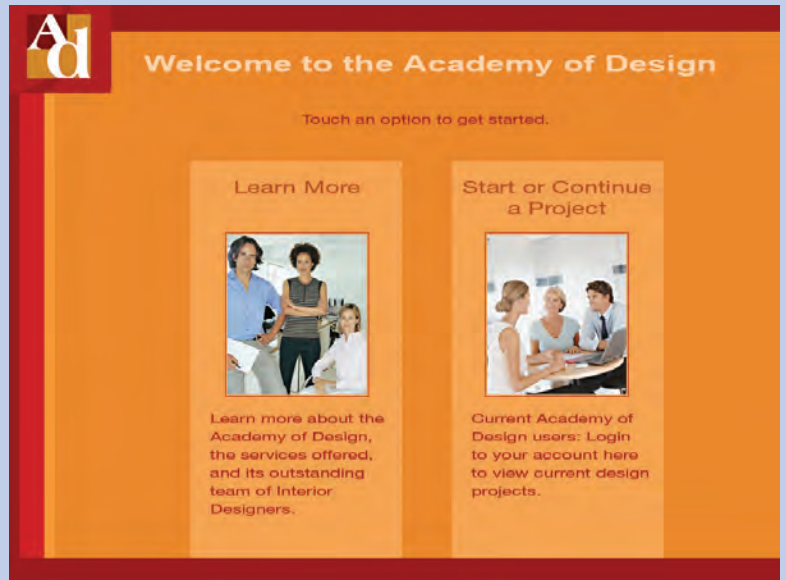 Ad
Welcome to the Academy of Design
Touch an option to get started.
Learn More
Learn more about the
Academy of Design,
the services offered,
and its outstanding
team of Interior
Designers.
Start or Continue
a Project
Current Academy of
Design users: Login
to your account here
to view current design
projects.